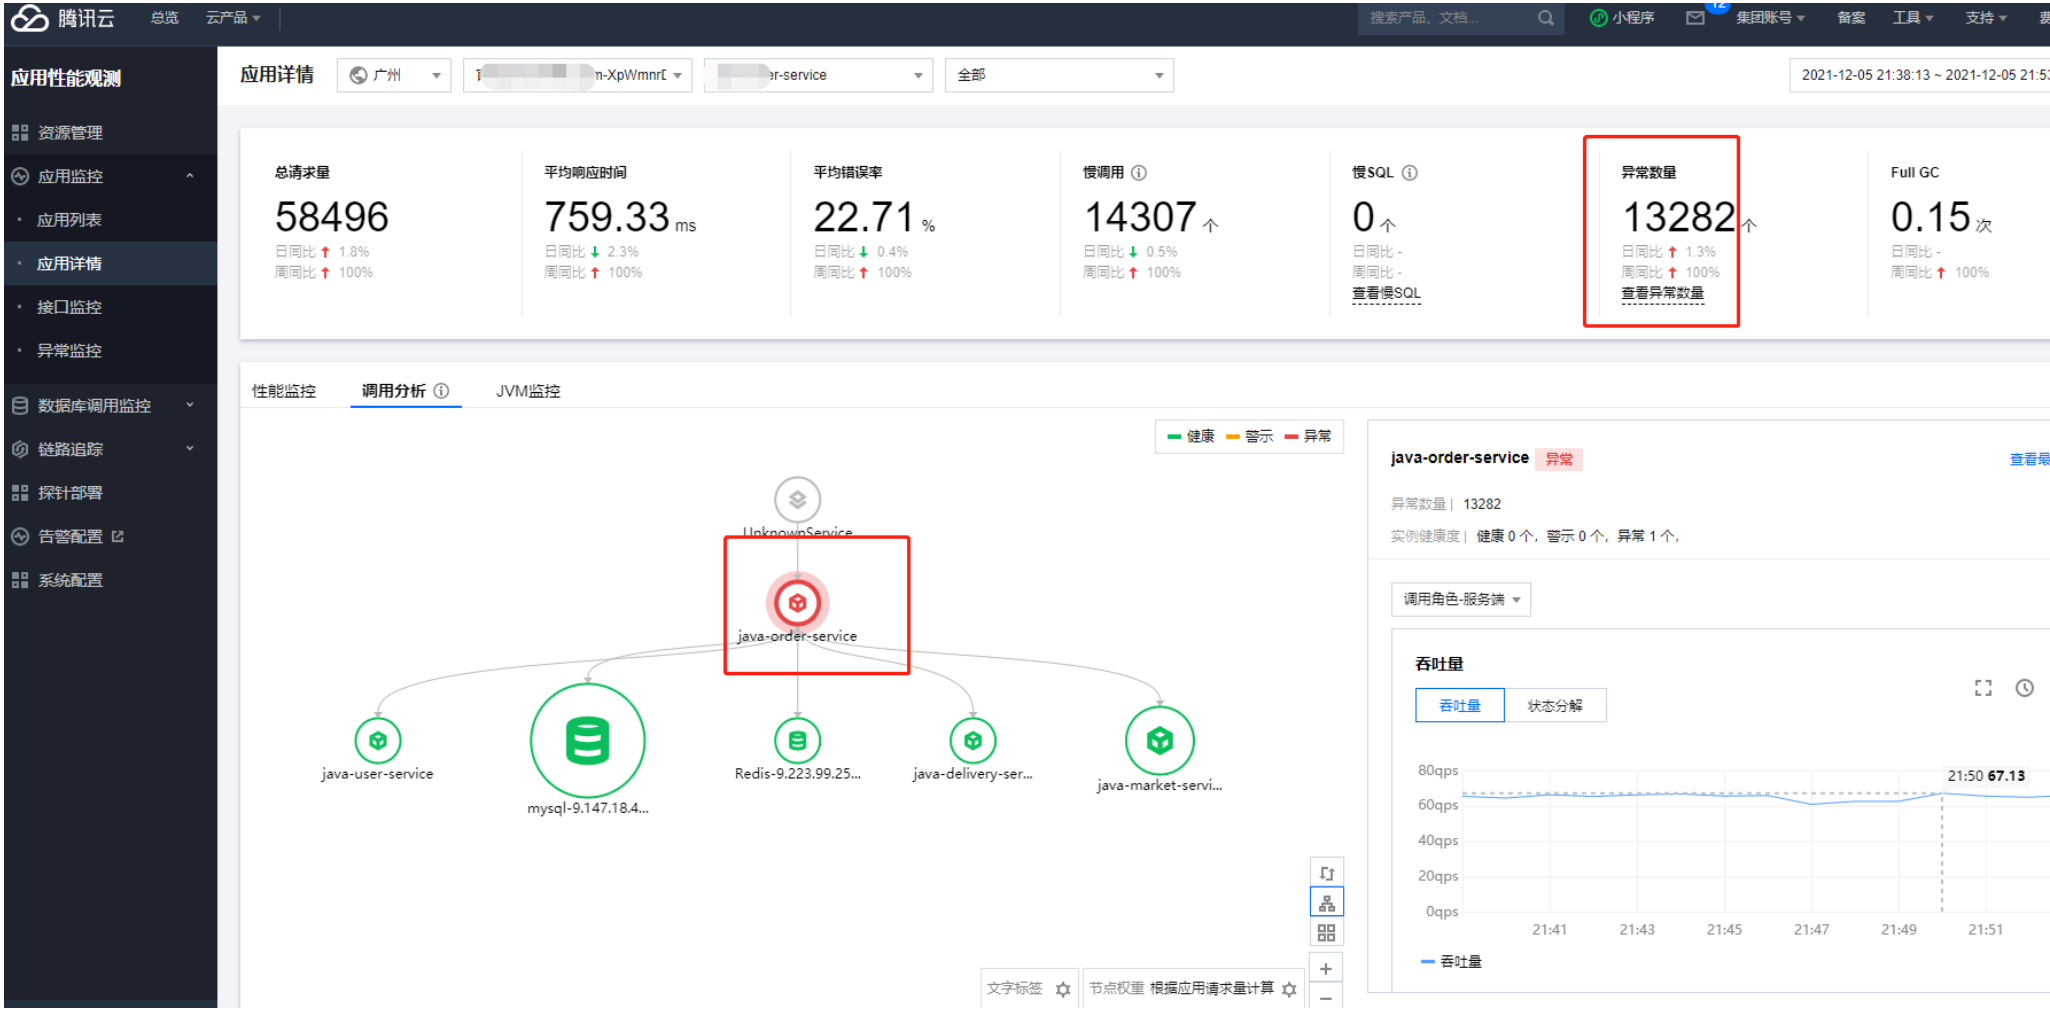 腾讯云 总览 云产品 搜索产品、文档... 小程序 12 集团账号 备案 工具 支持
应用性能观测
资源管理
应用监控
应用列表
应用详情
接口监控
异常监控
数据库调用监控
链路追踪
探针部署
告警配置
系统配置
应用详情 广州 n-XpWmnrD er-service 全部 2021-12-05 21:38:13 ~ 2021-12-05 21:53
总请求量
58496
日同比 1.8%
周同比 100%
平均响应时间
759.33 ms
日同比 2.3%
周同比 100%
平均错误率
22.71 %
日同比 0.4%
周同比 100%
慢调用
14307 个
日同比 0.5%
周同比 100%
慢SQL
0 个
日同比 -
周同比 -
查看慢SQL
异常数量
13282 个
日同比 1.3%
周同比 100%
查看异常数量
Full GC
0.15 次
日同比 -
周同比 100%
性能监控 调用分析 JVM监控
健康 警示 异常
UnknownService
java-order-service
java-user-service
mysql-9.147.18.4...
Redis-9.223.99.25...
java-delivery-ser...
java-market-servi...
文字标签 节点权重 根据应用请求量计算
java-order-service 异常 查看最
异常数量 | 13282
实例健康度 | 健康 0 个, 警示 0 个, 异常 1 个,
调用角色-服务端
吞吐量
吞吐量 状态分解
21:50 67.13
80qps
60qps
40qps
20qps
0qps
21:41 21:43 21:45 21:47 21:49 21:51
吞吐量